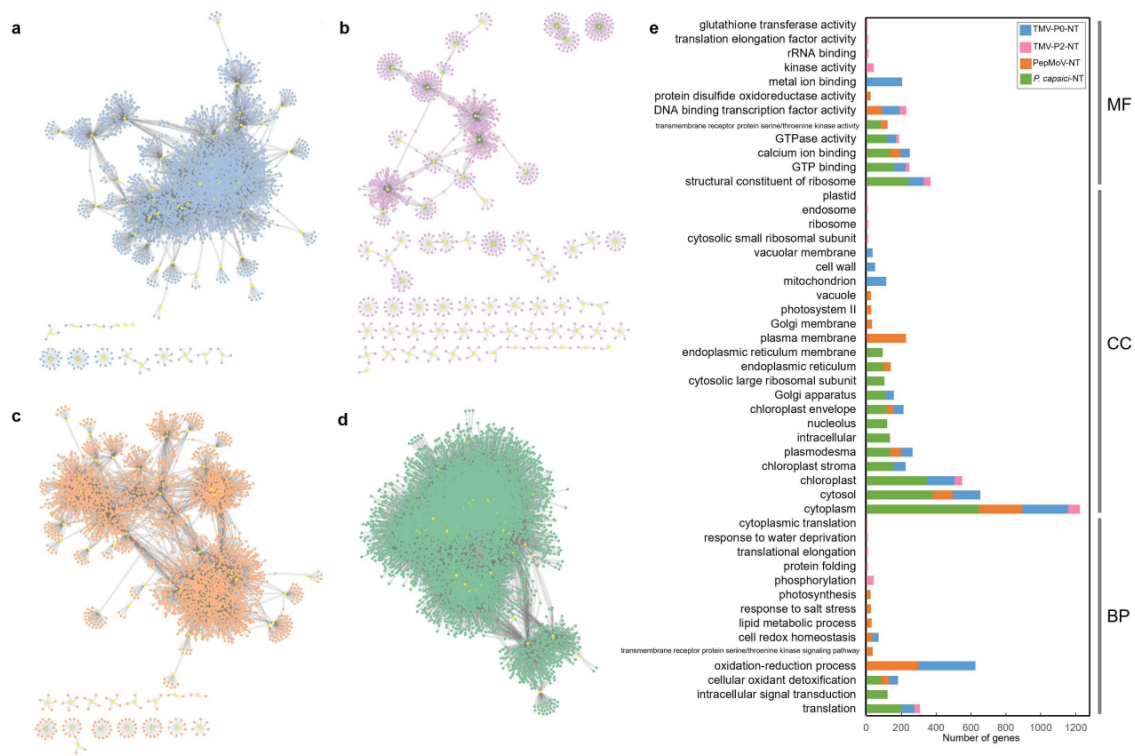 a
b
c
d
e
glutathione transferase activity
translation elongation factor activity
rRNA binding
kinase activity
metal ion binding
protein disulfide oxidoreductase activity
DNA binding transcription factor activity
transmembrane receptor protein serine/throenine kinase activity
GTPase activity
calcium ion binding
GTP binding
structural constituent of ribosome
plastid
endosome
ribosome
cytosolic small ribosomal subunit
vacuolar membrane
cell wall
mitochondrion
vacuole
photosystem II
Golgi membrane
plasma membrane
endoplasmic reticulum membrane
endoplasmic reticulum
cytosolic large ribosomal subunit
Golgi apparatus
chloroplast envelope
nucleolus
intracellular
plasmodesma
chloroplast stroma
chloroplast
cytosol
cytoplasm
cytoplasmic translation
response to water deprivation
translational elongation
protein folding
phosphorylation
photosynthesis
response to salt stress
lipid metabolic process
cell redox homeostasis
transmembrane receptor protein serine/throenine kinase signaling pathway
oxidation-reduction process
cellular oxidant detoxification
intracellular signal transduction
translation
TMV-P0-NT
TMV-P2-NT
PepMoV-NT
P. capsici-NT
MF
CC
BP
0 200 400 600 800 1000 1200
Number of genes